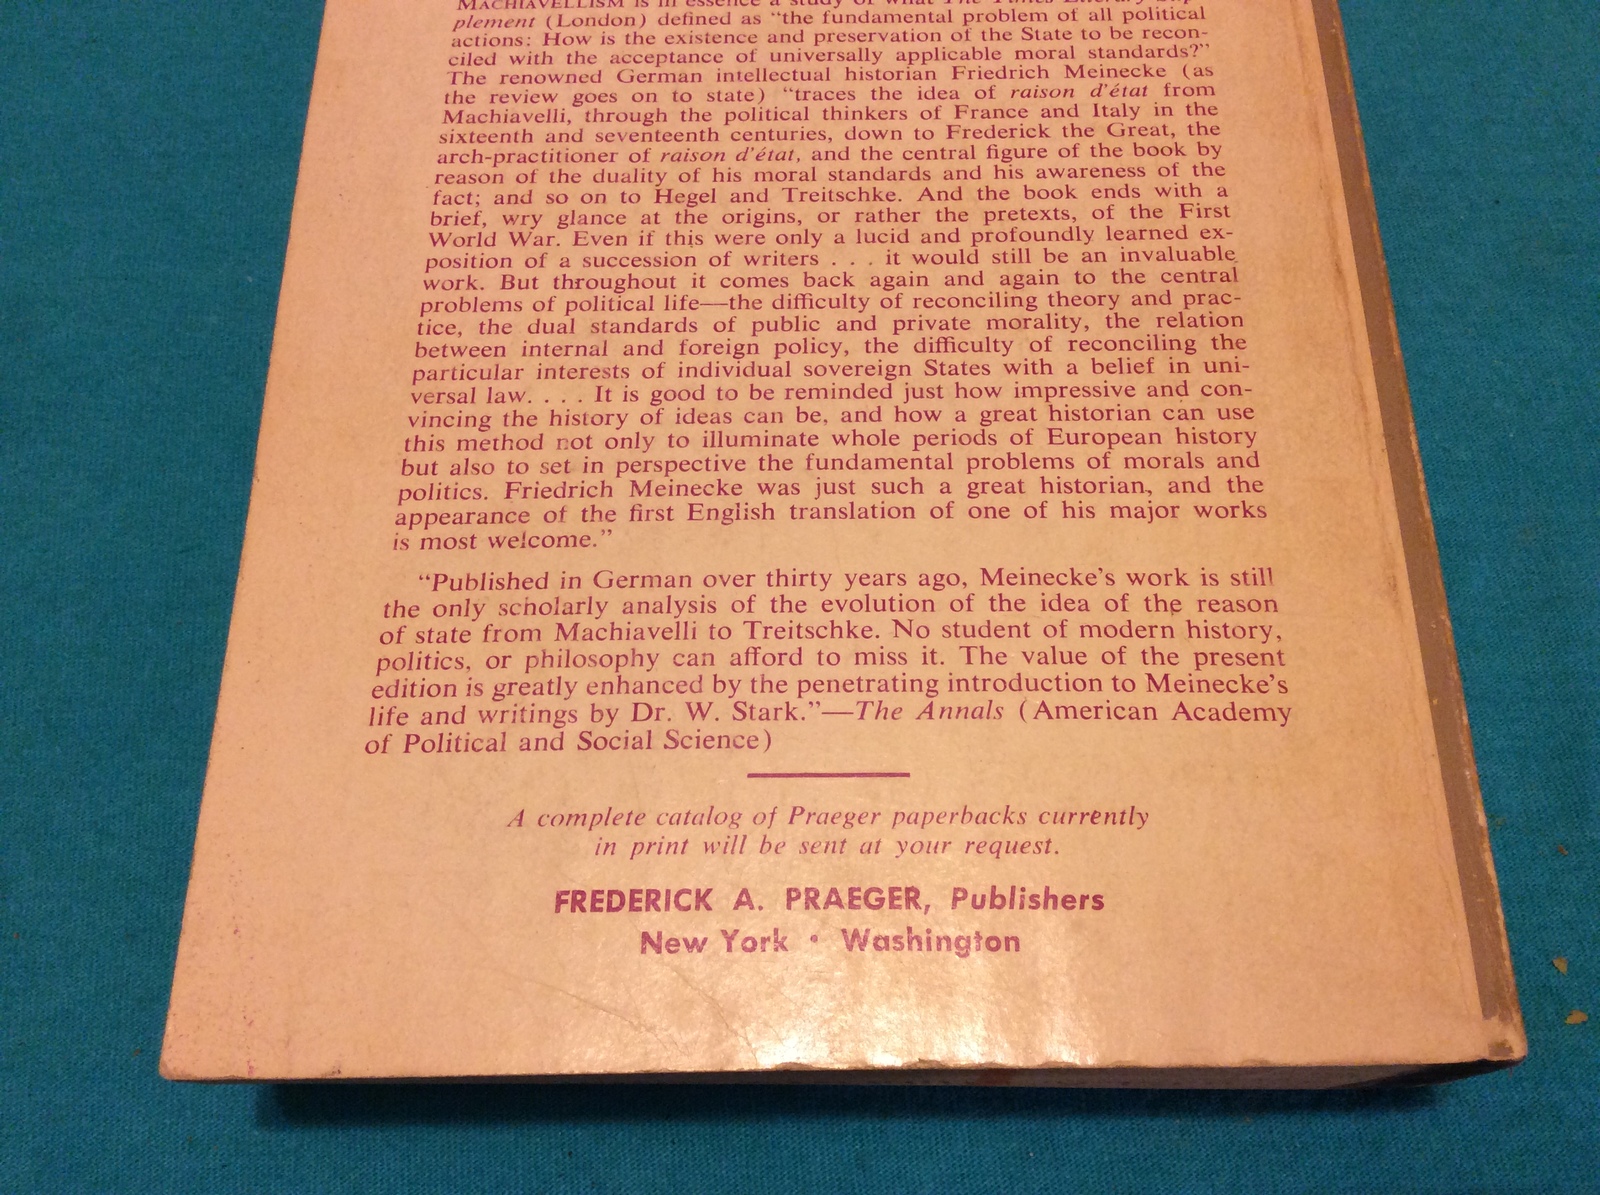 MACHIAVELLISM is in essence a study of what The Times Literary Sup-
plement (London) defined as "the fundamental problem of all political
actions: How is the existence and preservation of the State to be recon-
ciled with the acceptance of universally applicable moral standards?"
The renowned German intellectual historian Friedrich Meinecke (as
the review goes on to state) "traces the idea of raison d'état from
Machiavelli, through the political thinkers of France and Italy in the
sixteenth and seventeenth centuries, down to Frederick the Great, the
arch-practitioner of raison d'état, and the central figure of the book by
reason of the duality of his moral standards and his awareness of the
fact; and so on to Hegel and Treitschke. And the book ends with a
brief, wry glance at the origins, or rather the pretexts, of the First
World War. Even if this were only a lucid and profoundly learned ex-
position of a succession of writers . . . it would still be an invaluable
work. But throughout it comes back again and again to the central
problems of political life—the difficulty of reconciling theory and prac-
tice, the dual standards of public and private morality, the relation
between internal and foreign policy, the difficulty of reconciling the
particular interests of individual sovereign States with a belief in uni-
versal law. . . . It is good to be reminded just how impressive and con-
vincing the history of ideas can be, and how a great historian can use
this method not only to illuminate whole periods of European history
but also to set in perspective the fundamental problems of morals and
politics. Friedrich Meinecke was just such a great historian, and the
appearance of the first English translation of one of his major works
is most welcome."
"Published in German over thirty years ago, Meinecke's work is still
the only scholarly analysis of the evolution of the idea of the reason
of state from Machiavelli to Treitschke. No student of modern history,
politics, or philosophy can afford to miss it. The value of the present
edition is greatly enhanced by the penetrating introduction to Meinecke's
life and writings by Dr. W. Stark."—The Annals (American Academy
of Political and Social Science)
A complete catalog of Praeger paperbacks currently
in print will be sent at your request.
FREDERICK A. PRAEGER, Publishers
New York • Washington